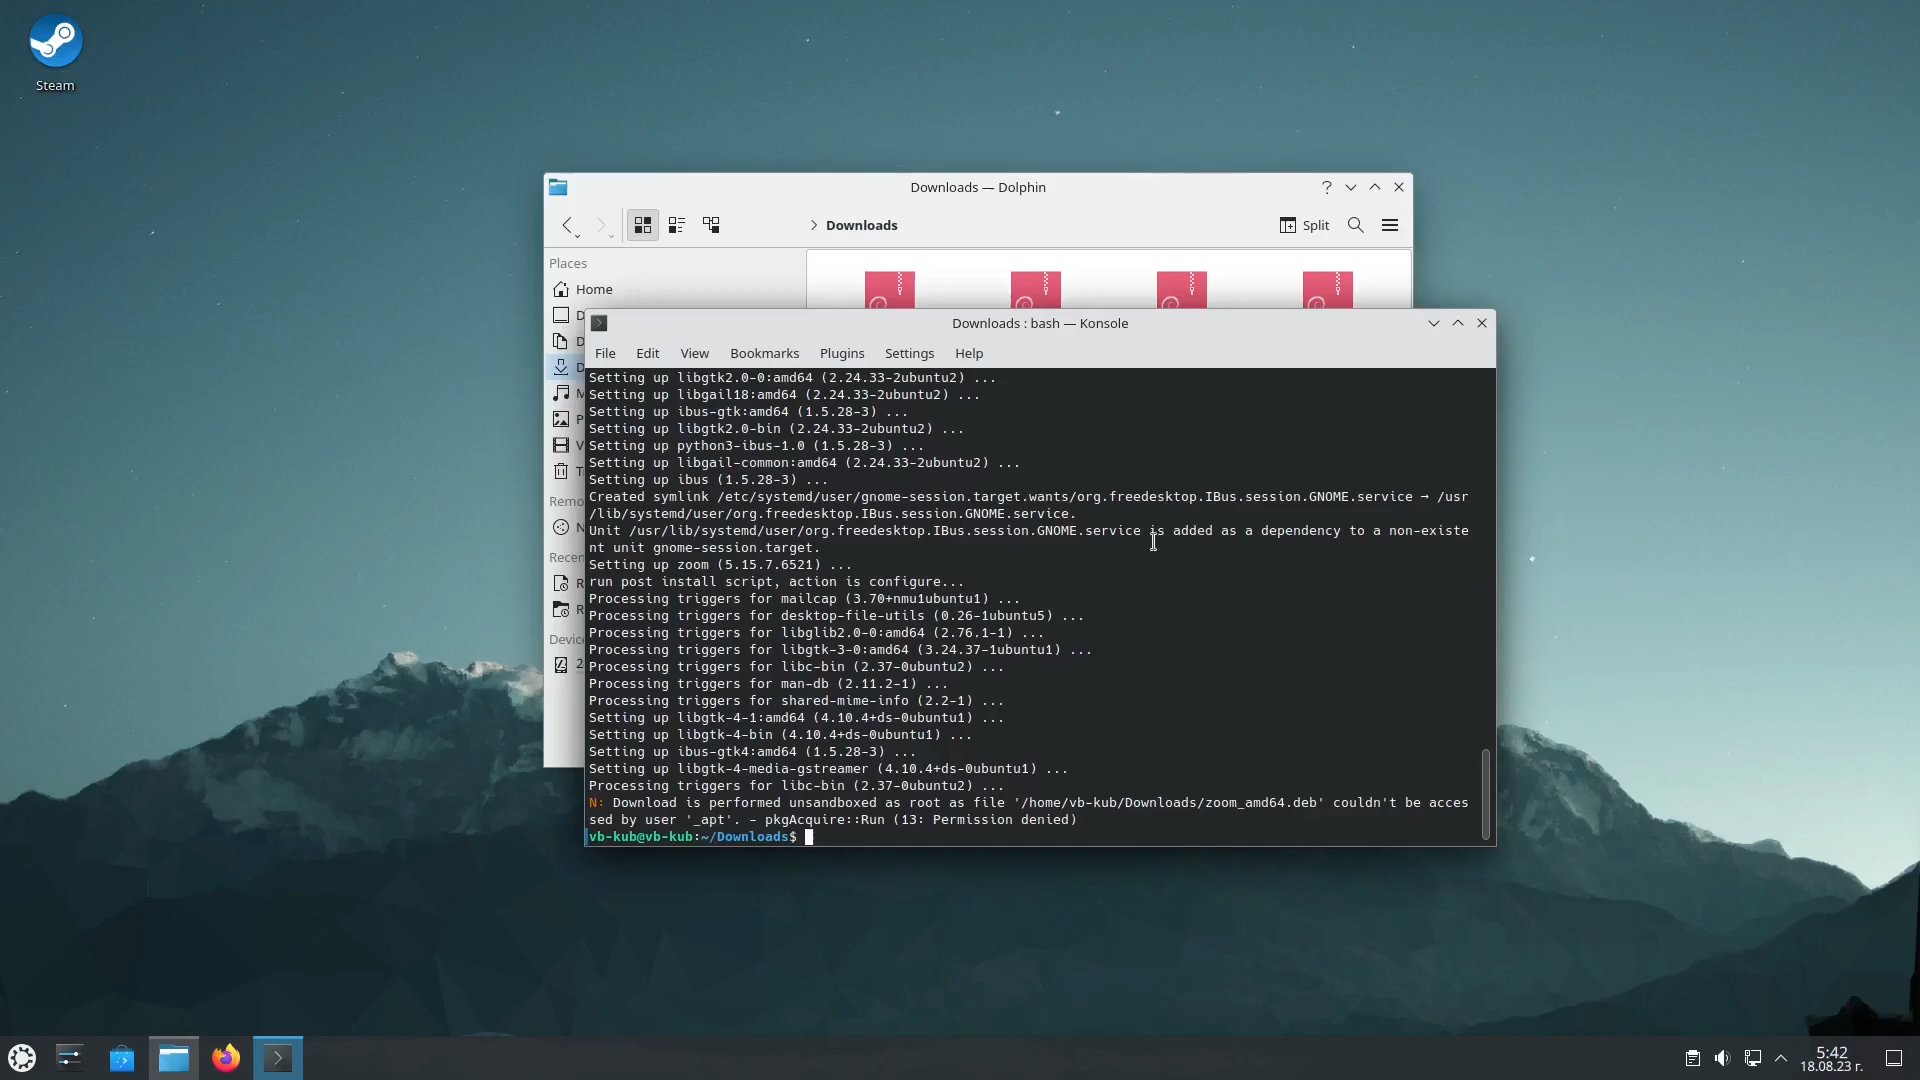 Steam
Downloads — Dolphin
Downloads
Split
Places
Home
Downloads : bash — Konsole
File Edit View Bookmarks Plugins Settings Help
Setting up libgtk2.0-0:amd64 (2.24.33-2ubuntu2) ...
Setting up libgail18:amd64 (2.24.33-2ubuntu2) ...
Setting up ibus-gtk:amd64 (1.5.28-3) ...
Setting up libgtk2.0-bin (2.24.33-2ubuntu2) ...
Setting up python3-ibus-1.0 (1.5.28-3) ...
Setting up libgail-common:amd64 (2.24.33-2ubuntu2) ...
Setting up ibus (1.5.28-3) ...
Created symlink /etc/systemd/user/gnome-session.target.wants/org.freedesktop.IBus.session.GNOME.service → /usr
/lib/systemd/user/org.freedesktop.IBus.session.GNOME.service.
Unit /usr/lib/systemd/user/org.freedesktop.IBus.session.GNOME.service is added as a dependency to a non-existe
nt unit gnome-session.target.
Setting up zoom (5.15.7.6521) ...
run post install script, action is configure...
Processing triggers for mailcap (3.70+nmu1ubuntu1) ...
Processing triggers for desktop-file-utils (0.26-1ubuntu5) ...
Processing triggers for libglib2.0-0:amd64 (2.76.1-1) ...
Processing triggers for libgtk-3-0:amd64 (3.24.37-1ubuntu1) ...
Processing triggers for libc-bin (2.37-0ubuntu2) ...
Processing triggers for man-db (2.11.2-1) ...
Processing triggers for shared-mime-info (2.2-1) ...
Setting up libgtk-4-1:amd64 (4.10.4+ds-0ubuntu1) ...
Setting up libgtk-4-bin (4.10.4+ds-0ubuntu1) ...
Setting up ibus-gtk4:amd64 (1.5.28-3) ...
Setting up libgtk-4-media-gstreamer (4.10.4+ds-0ubuntu1) ...
Processing triggers for libc-bin (2.37-0ubuntu2) ...
N: Download is performed unsandboxed as root as file '/home/vb-kub/Downloads/zoom_amd64.deb' couldn't be acces
sed by user '_apt'. - pkgAcquire::Run (13: Permission denied)
vb-kub@vb-kub:~/Downloads$
5:42
18.08.23 г.